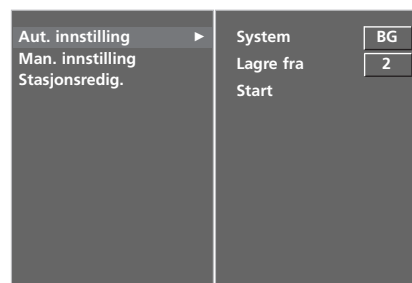 Aut. innstilling ►
Man. innstilling
Stasjonsredig.
System BG
Lagre fra 2
Start